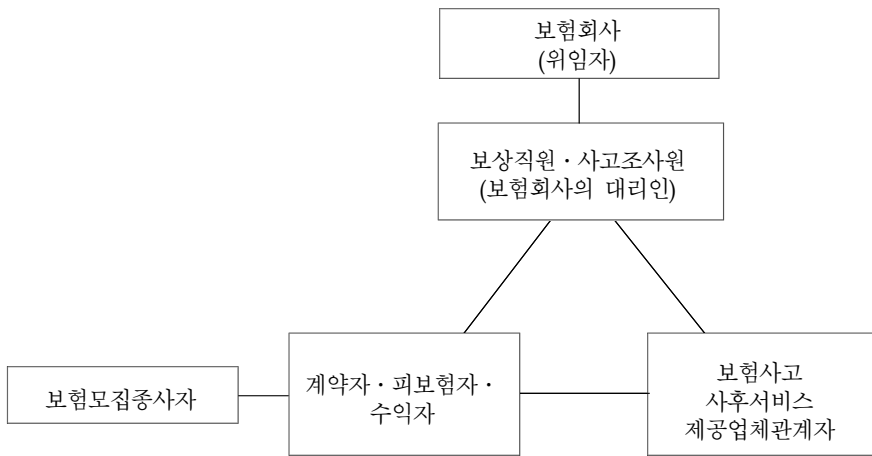 보험회사
(위임자)
보상직원·사고조사원
(보험회사의 대리인)
보험모집종사자
계약자·피보험자·
수익자
보험사고
사후서비스
제공업체관계자